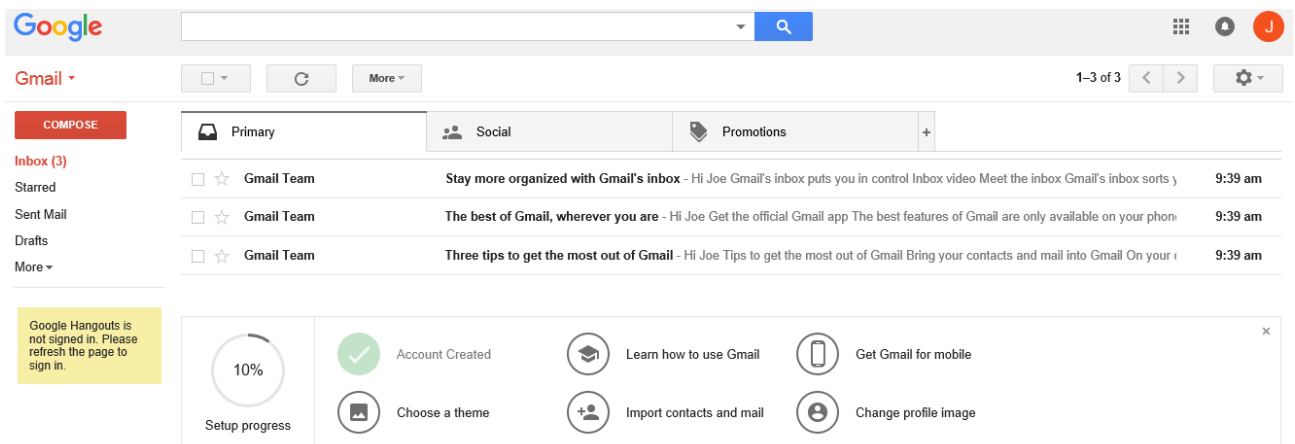 Google
J
Gmail
More
1–3 of 3
COMPOSE
Primary
Social
Promotions
+
Inbox (3)
Starred
Sent Mail
Drafts
More
Gmail Team Stay more organized with Gmail's inbox - Hi Joe Gmail's inbox puts you in control Inbox video Meet the inbox Gmail's inbox sorts 9:39 am
Gmail Team The best of Gmail, wherever you are - Hi Joe Get the official Gmail app The best features of Gmail are only available on your 9:39 am
Gmail Team Three tips to get the most out of Gmail - Hi Joe Tips to get the most out of Gmail Bring your contacts and mail into Gmail On your 9:39 am
Google Hangouts is
not signed in. Please
refresh the page to
sign in.
10%
Setup progress
Account Created
Learn how to use Gmail
Get Gmail for mobile
Choose a theme
Import contacts and mail
Change profile image
×